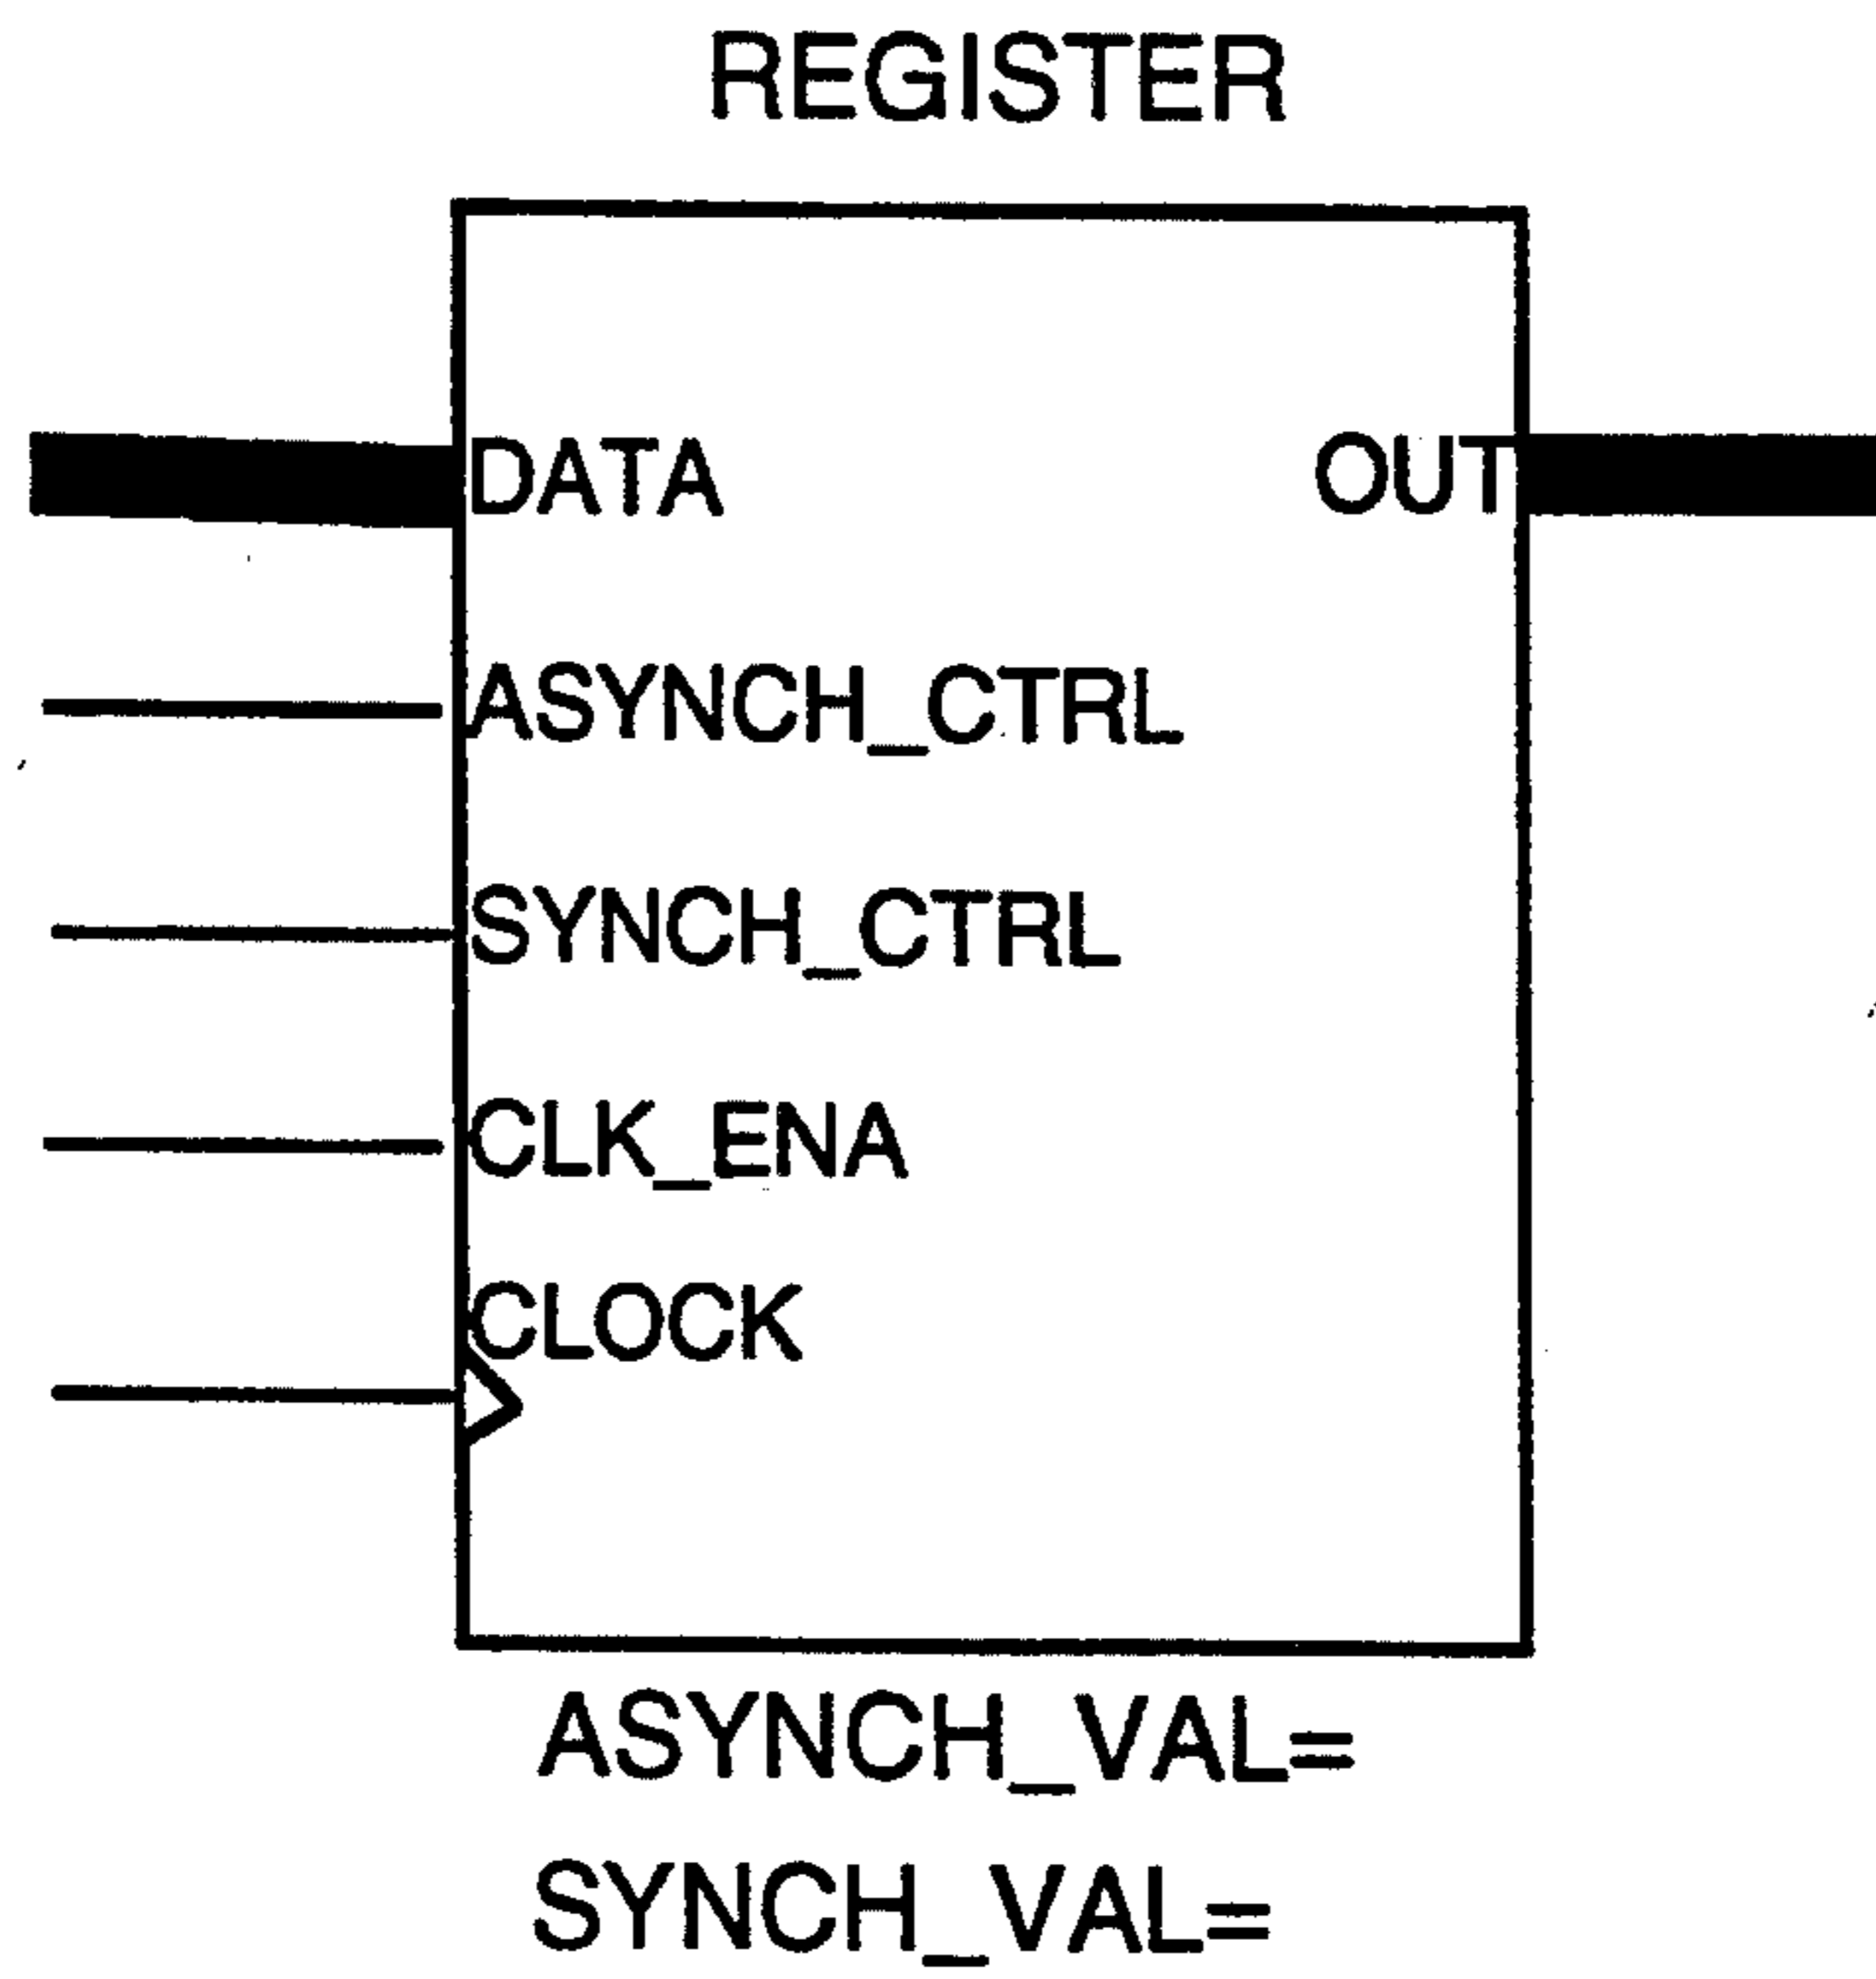 REGISTER
DATA
OUT
ASYNCH_CTRL
SYNCH_CTRL
CLK_ENA
CLOCK
ASYNCH_VAL=
SYNCH_VAL=